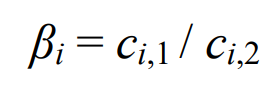 βᵢ = cᵢ,₁ / cᵢ,₂